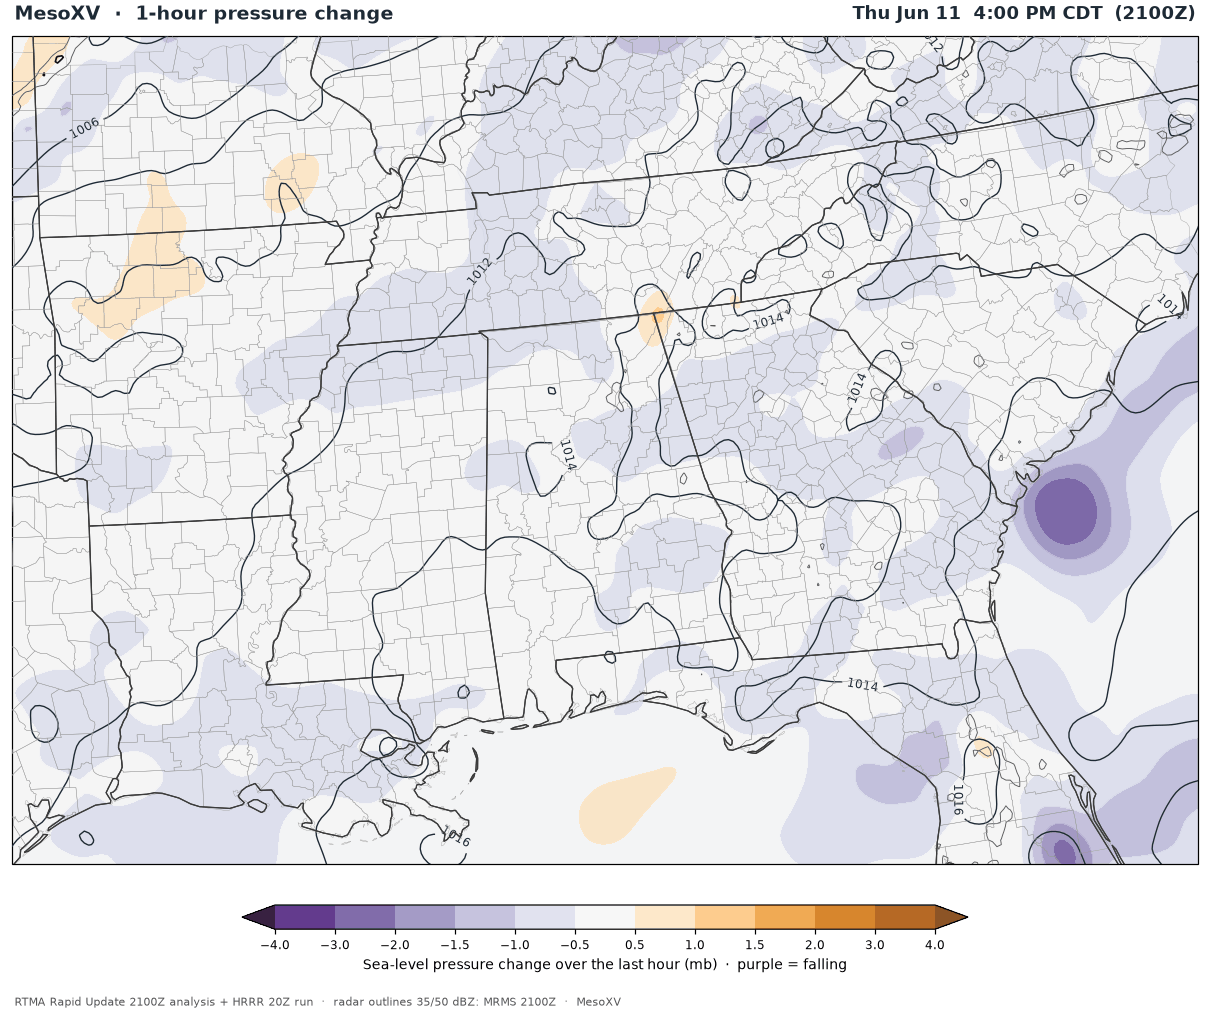 MesoXV · 1-hour pressure change
Thu Jun 11 4:00 PM CDT (2100Z)
1006
1012
1014
1014
1014
1014
1014
1016
1016
−4.0 −3.0 −2.0 −1.5 −1.0 −0.5 0.5 1.0 1.5 2.0 3.0 4.0
Sea-level pressure change over the last hour (mb) · purple = falling
RTMA Rapid Update 2100Z analysis + HRRR 20Z run · radar outlines 35/50 dBZ: MRMS 2100Z · MesoXV